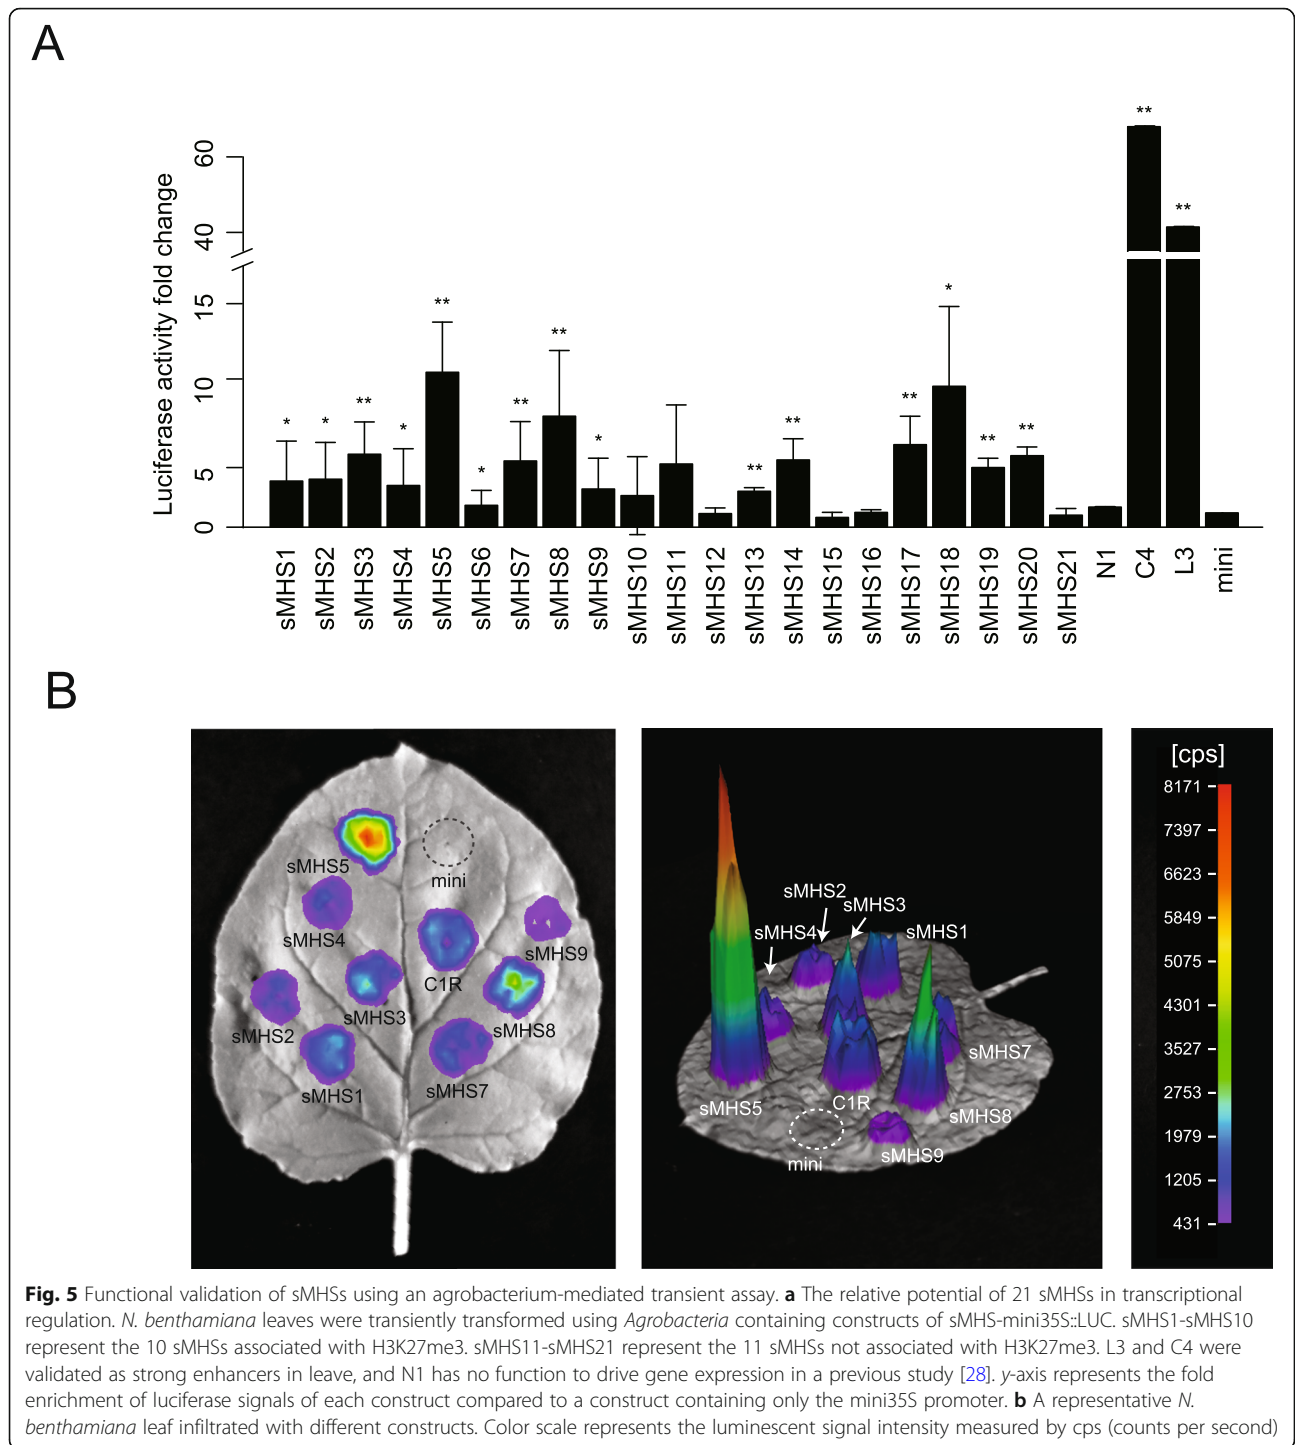 A
Luciferase activity fold change
60
40
15
10
5
0
* * ** * ** * ** ** * ** ** ** * ** ** ** **
sMHS1 sMHS2 sMHS3 sMHS4 sMHS5 sMHS6 sMHS7 sMHS8 sMHS9 sMHS10 sMHS11 sMHS12 sMHS13 sMHS14 sMHS15 sMHS16 sMHS17 sMHS18 sMHS19 sMHS20 sMHS21 N1 C4 L3 mini
B
sMHS5
mini
sMHS4
sMHS9
C1R
sMHS3
sMHS8
sMHS2
sMHS7
sMHS1
sMHS2
sMHS3
sMHS4
sMHS1
sMHS7
sMHS5
C1R
sMHS8
mini
sMHS9
[cps]
8171
7397
6623
5849
5075
4301
3527
2753
1979
1205
431
Fig. 5 Functional validation of sMHSs using an agrobacterium-mediated transient assay. a The relative potential of 21 sMHSs in transcriptional
regulation. N. benthamiana leaves were transiently transformed using Agrobacteria containing constructs of sMHS-mini35S::LUC. sMHS1-sMHS10
represent the 10 sMHSs associated with H3K27me3. sMHS11-sMHS21 represent the 11 sMHSs not associated with H3K27me3. L3 and C4 were
validated as strong enhancers in leave, and N1 has no function to drive gene expression in a previous study [28]. y-axis represents the fold
enrichment of luciferase signals of each construct compared to a construct containing only the mini35S promoter. b A representative N.
benthamiana leaf infiltrated with different constructs. Color scale represents the luminescent signal intensity measured by cps (counts per second)